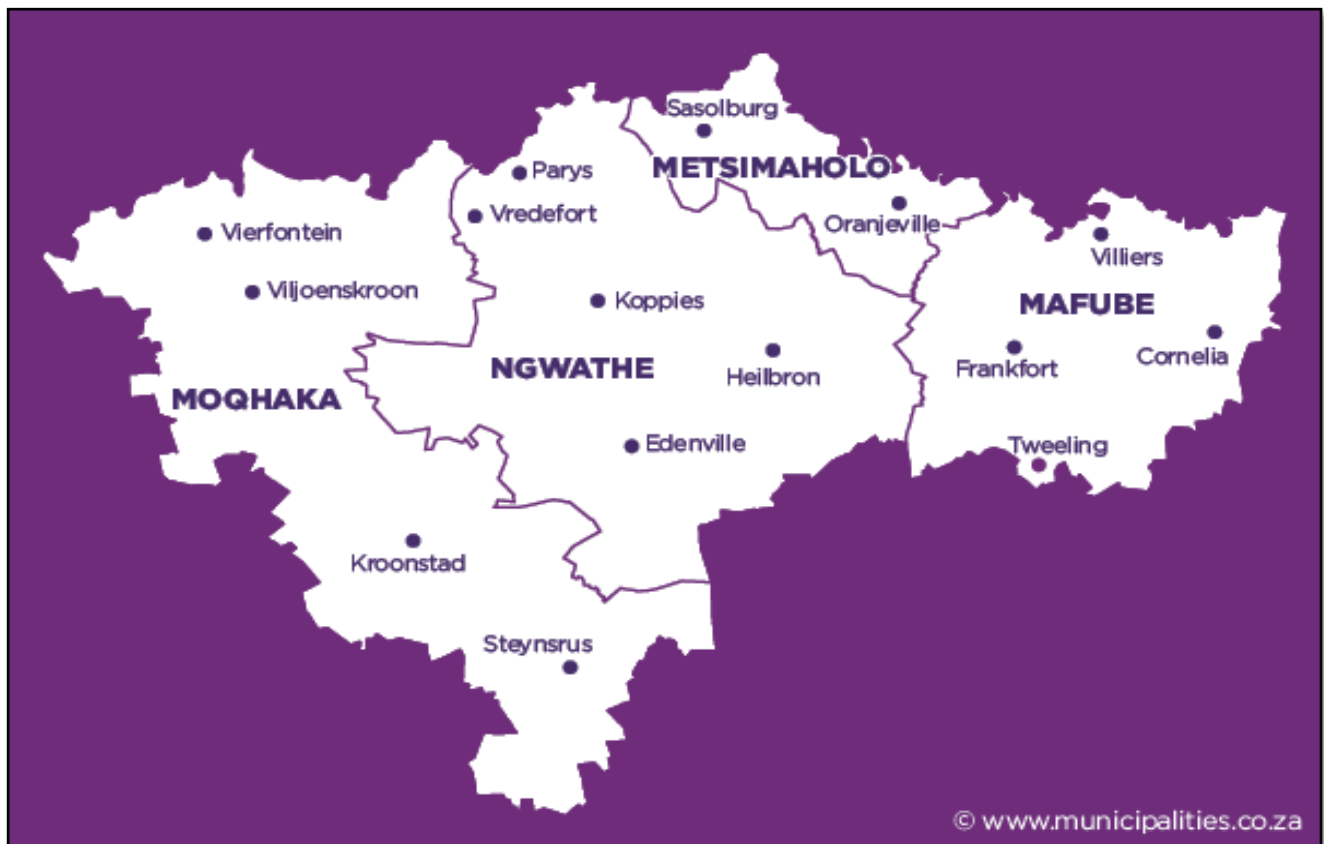 Sasolburg
Parys
METSIMAHOLO
Vredefort
Oranjeville
Vierfontein
Villiers
Viljoenskroon
Koppies
MAFUBE
NGWATHE
Heilbron
Frankfort
Cornelia
MOQHAKA
Edenville
Tweeling
Kroonstad
Steynsrus
© www.municipalities.co.za